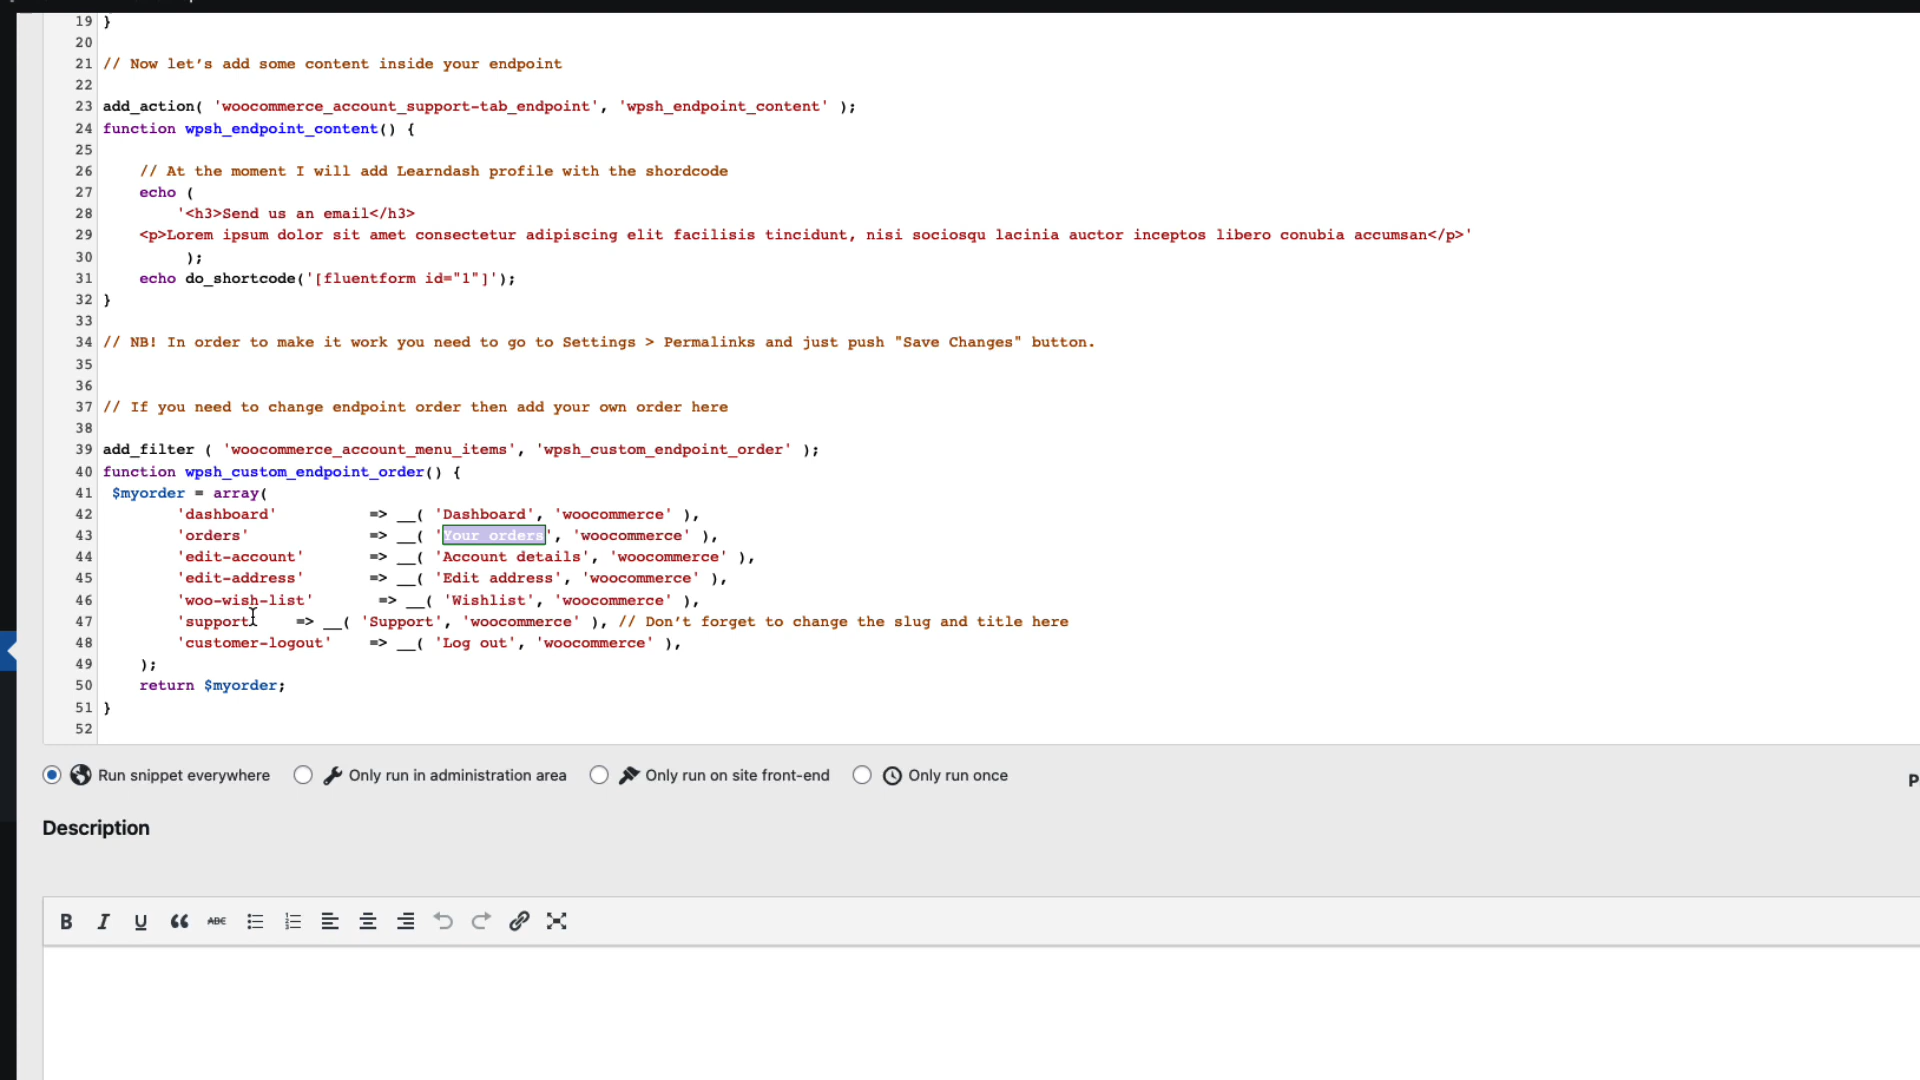 19 }
20
21 // Now let's add some content inside your endpoint
22
23 add_action( 'woocommerce_account_support-tab_endpoint', 'wpsh_endpoint_content' );
24 function wpsh_endpoint_content() {
25
26 // At the moment I will add Learndash profile with the shordcode
27 echo (
28 '<h3>Send us an email</h3>
29 <p>Lorem ipsum dolor sit amet consectetur adipiscing elit facilisis tincidunt, nisi sociosqu lacinia auctor inceptos libero conubia accumsan</p>'
30 );
31 echo do_shortcode('[fluentform id="1"]');
32 }
33
34 // NB! In order to make it work you need to go to Settings > Permalinks and just push "Save Changes" button.
35
36
37 // If you need to change endpoint order then add your own order here
38
39 add_filter ( 'woocommerce_account_menu_items', 'wpsh_custom_endpoint_order' );
40 function wpsh_custom_endpoint_order() {
41 $myorder = array(
42 'dashboard' => __( 'Dashboard', 'woocommerce' ),
43 'orders' => __( 'Your orders', 'woocommerce' ),
44 'edit-account' => __( 'Account details', 'woocommerce' ),
45 'edit-address' => __( 'Edit address', 'woocommerce' ),
46 'woo-wish-list' => __( 'Wishlist', 'woocommerce' ),
47 'support' => __( 'Support', 'woocommerce' ), // Don't forget to change the slug and title here
48 'customer-logout' => __( 'Log out', 'woocommerce' ),
49 );
50 return $myorder;
51 }
52
Run snippet everywhere Only run in administration area Only run on site front-end Only run once P
Description
B I U “ ABC